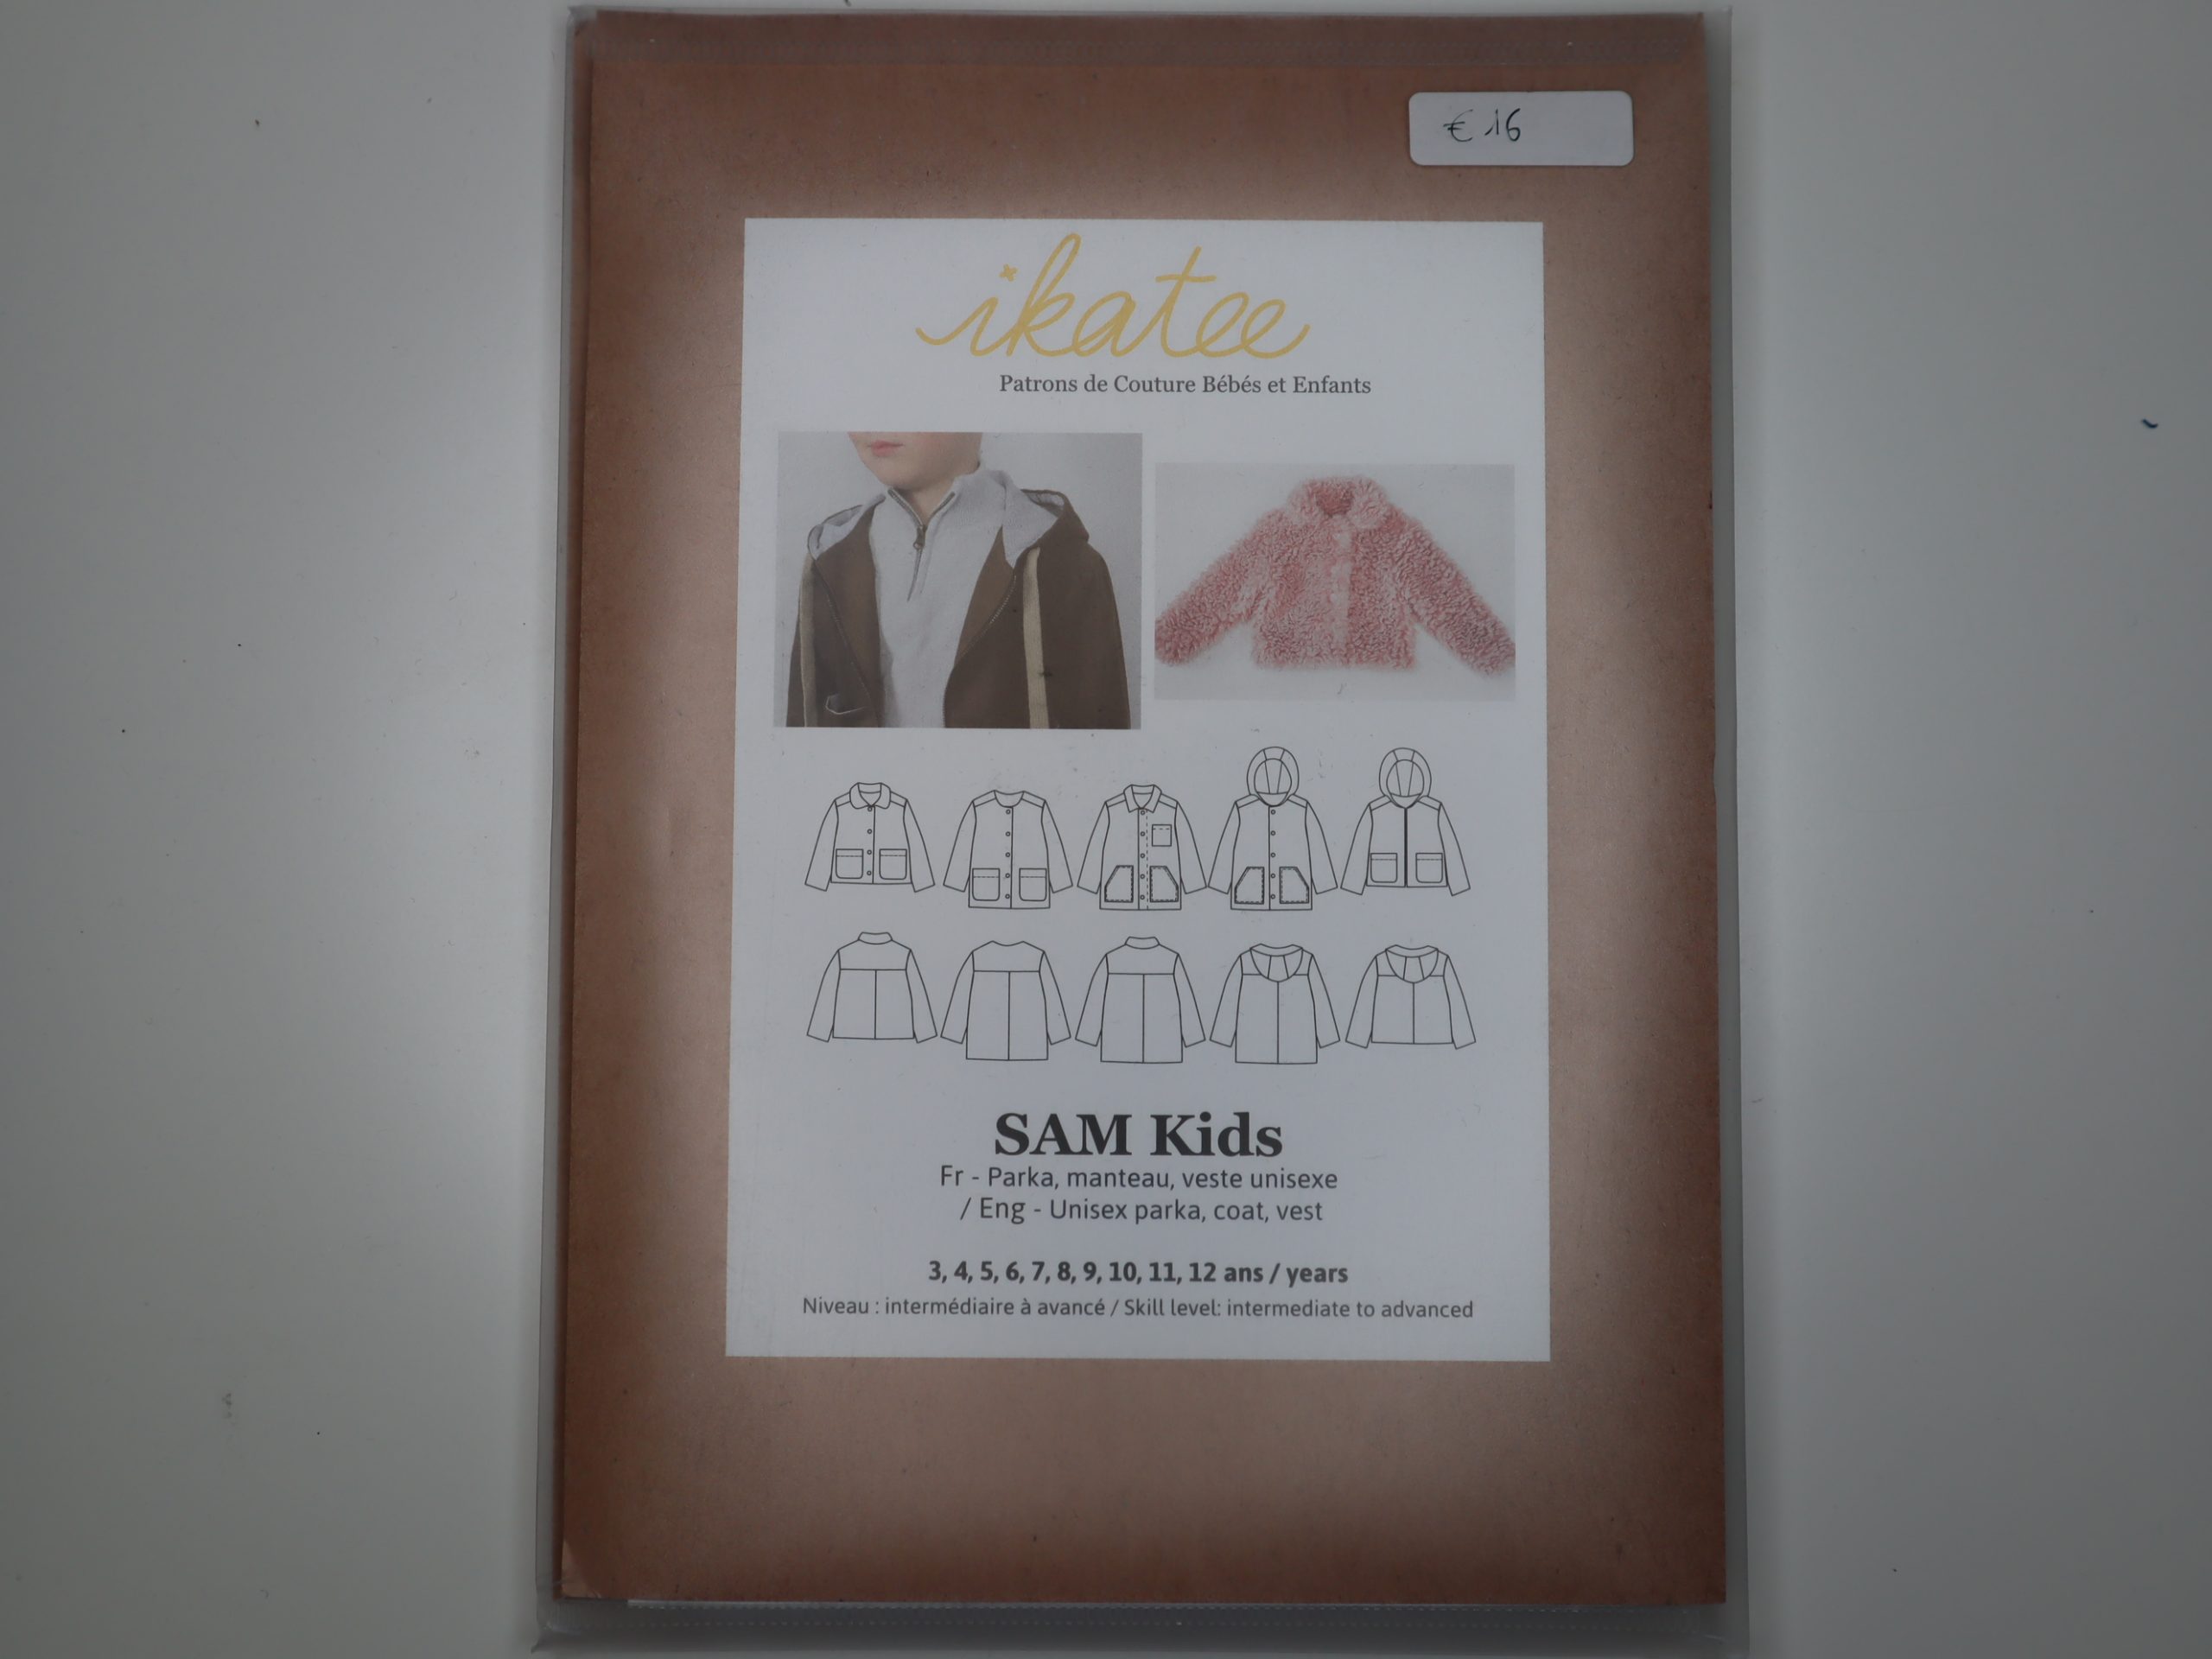 € 16
ikatee
Patrons de Couture Bébés et Enfants
SAM Kids
Fr - Parka, manteau, veste unisexe
/ Eng - Unisex parka, coat, vest
3, 4, 5, 6, 7, 8, 9, 10, 11, 12 ans / years
Niveau : intermédiaire à avancé / Skill level: intermediate to advanced